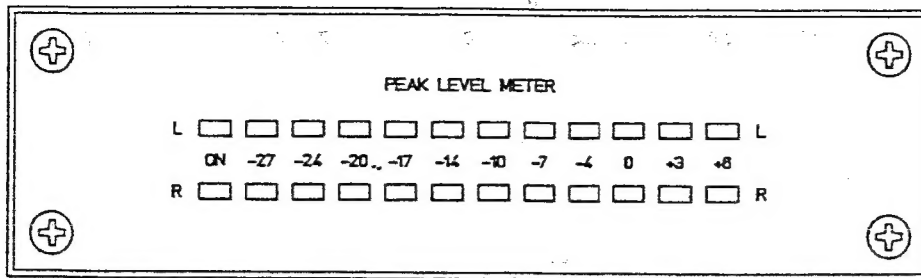 PEAK LEVEL METER
L L
ON -27 -24 -20 -17 -14 -10 -7 -4 0 +3 +6
R R